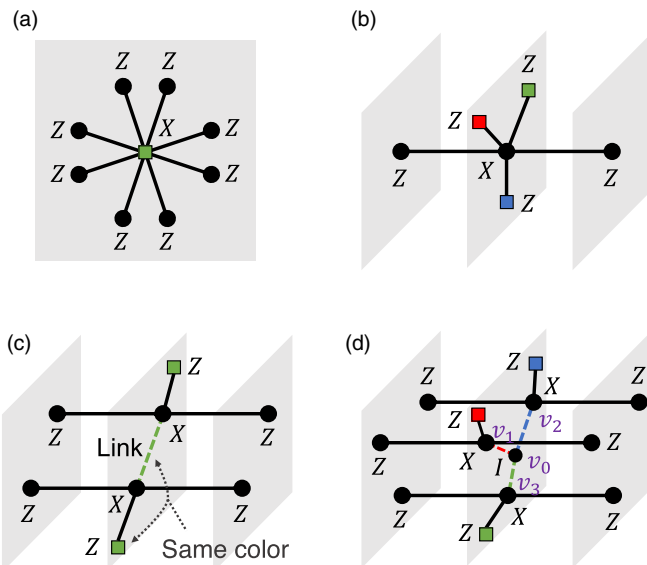 (a)
Z Z
Z X Z
Z Z
Z Z
(b)
Z
Z
X
Z
Z
Z
(c)
Z
Z X Z
Link
X
Z Z
Z
Same color
(d)
Z
Z X Z
Z v₁ v₂
Z X I v₀ Z
v₃
Z X Z
Z